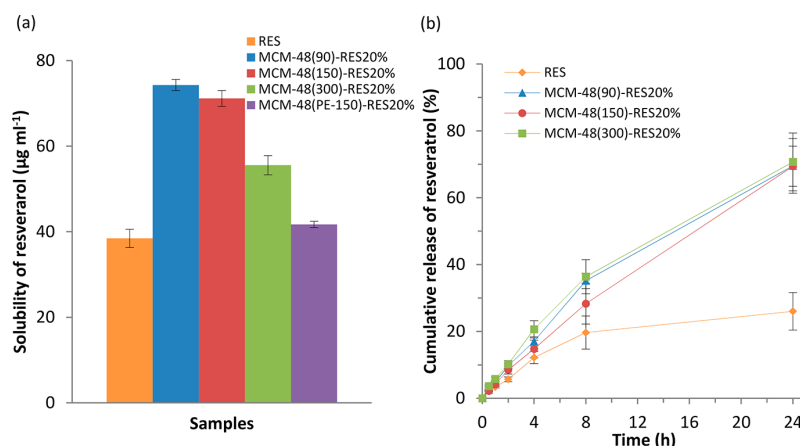 (a)
RES
MCM-48(90)-RES20%
MCM-48(150)-RES20%
MCM-48(300)-RES20%
MCM-48(PE-150)-RES20%
80
60
40
20
0
Solubility of resverarol (µg ml⁻¹)
Samples
(b)
RES
MCM-48(90)-RES20%
MCM-48(150)-RES20%
MCM-48(300)-RES20%
100
80
60
40
20
0
Cumulative release of resveratrol (%)
0 4 8 12 16 20 24
Time (h)